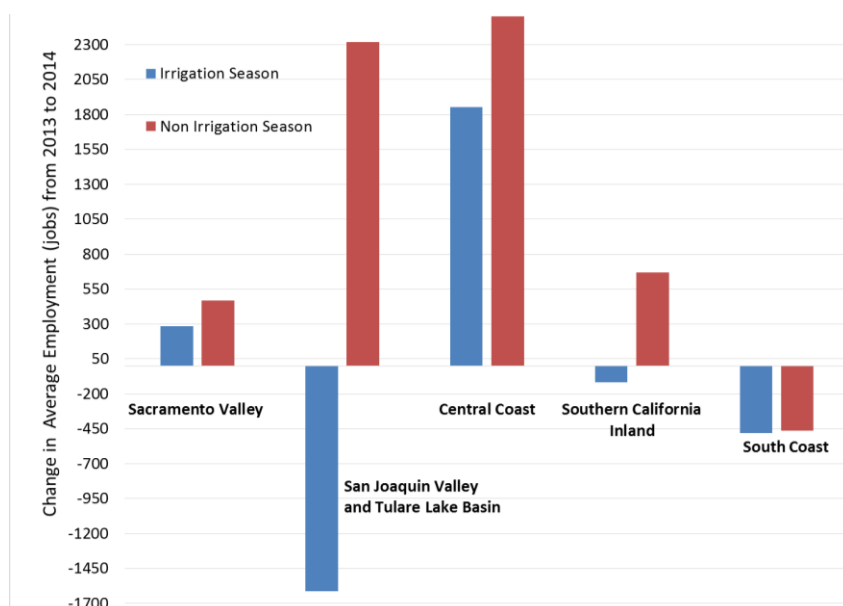 Change in Average Employment (jobs) from 2013 to 2014
2300
2050
1800
1550
1300
1050
800
550
300
50
-200
-450
-700
-950
-1200
-1450
-1700
Irrigation Season
Non Irrigation Season
Sacramento Valley
San Joaquin Valley
and Tulare Lake Basin
Central Coast
Southern California
Inland
South Coast